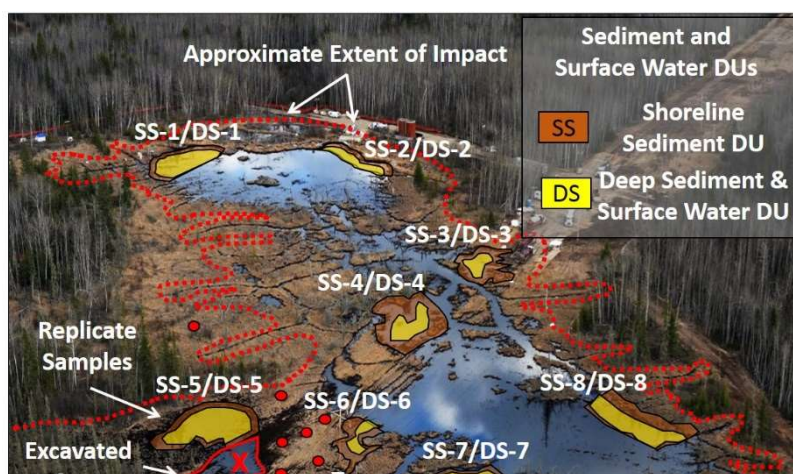 Approximate Extent of Impact
Sediment and
Surface Water DUs
SS
Shoreline
Sediment DU
DS
Deep Sediment &
Surface Water DU
SS-1/DS-1
SS-2/DS-2
SS-3/DS-3
SS-4/DS-4
Replicate
Samples
SS-5/DS-5
SS-6/DS-6
SS-8/DS-8
Excavated
X
SS-7/DS-7